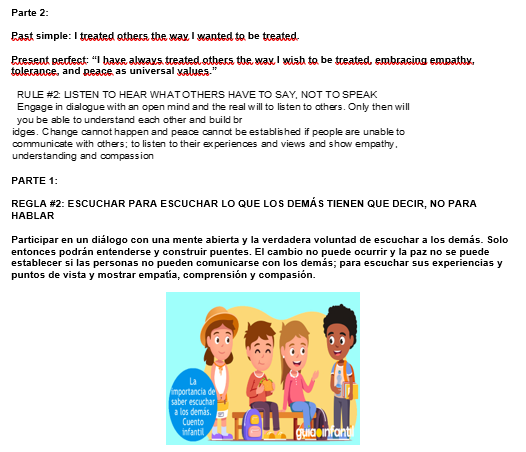 Parte 2:
Past simple: I treated others the way I wanted to be treated.
Present perfect: “I have always treated others the way I wish to be treated, embracing empathy,
tolerance, and peace as universal values.”
RULE #2: LISTEN TO HEAR WHAT OTHERS HAVE TO SAY, NOT TO SPEAK
Engage in dialogue with an open mind and the real will to listen to others. Only then will
you be able to understand each other and build br
idges. Change cannot happen and peace cannot be established if people are unable to
communicate with others; to listen to their experiences and views and show empathy,
understanding and compassion
PARTE 1:
REGLA #2: ESCUCHAR PARA ESCUCHAR LO QUE LOS DEMÁS TIENEN QUE DECIR, NO PARA
HABLAR
Participar en un diálogo con una mente abierta y la verdadera voluntad de escuchar a los demás. Solo
entonces podrán entenderse y construir puentes. El cambio no puede ocurrir y la paz no se puede
establecer si las personas no pueden comunicarse con los demás; para escuchar sus experiencias y
puntos de vista y mostrar empatía, comprensión y compasión.
La
importancia de
saber escuchar
a los demás.
Cuento
infantil
guiainfantil